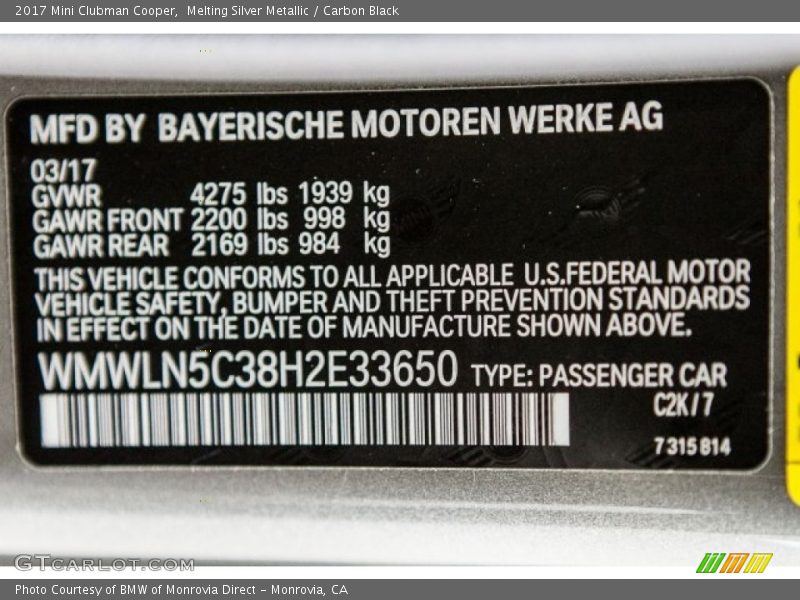 2017 Mini Clubman Cooper,  Melting Silver Metallic / Carbon Black
MFD BY BAYERISCHE MOTOREN WERKE AG
03/17
GVWR 4275 lbs 1939 kg
GAWR FRONT 2200 lbs 998 kg
GAWR REAR 2169 lbs 984 kg
THIS VEHICLE CONFORMS TO ALL APPLICABLE U.S.FEDERAL MOTOR
VEHICLE SAFETY, BUMPER AND THEFT PREVENTION STANDARDS
IN EFFECT ON THE DATE OF MANUFACTURE SHOWN ABOVE.
WMWLN5C38H2E33650 TYPE: PASSENGER CAR
C2K/7
7 315 814
GTCARLOT.COM
Photo Courtesy of BMW of Monrovia Direct - Monrovia, CA